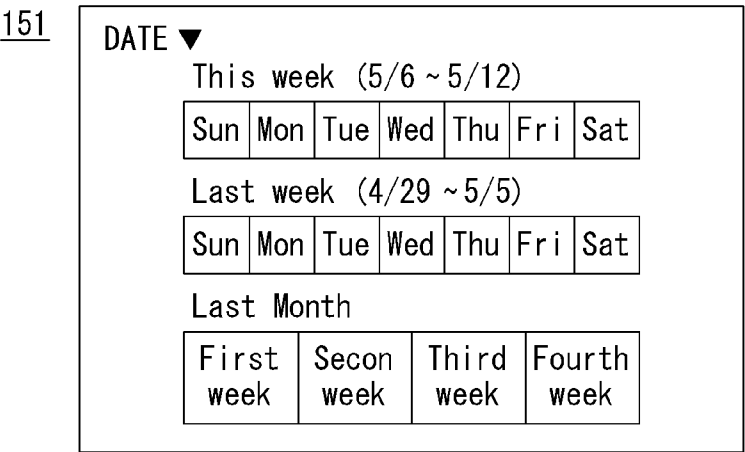 151
DATE ▼
This week (5/6~5/12)
Sun Mon Tue Wed Thu Fri Sat
Last week (4/29~5/5)
Sun Mon Tue Wed Thu Fri Sat
Last Month
First Secon Third Fourth
week week week week